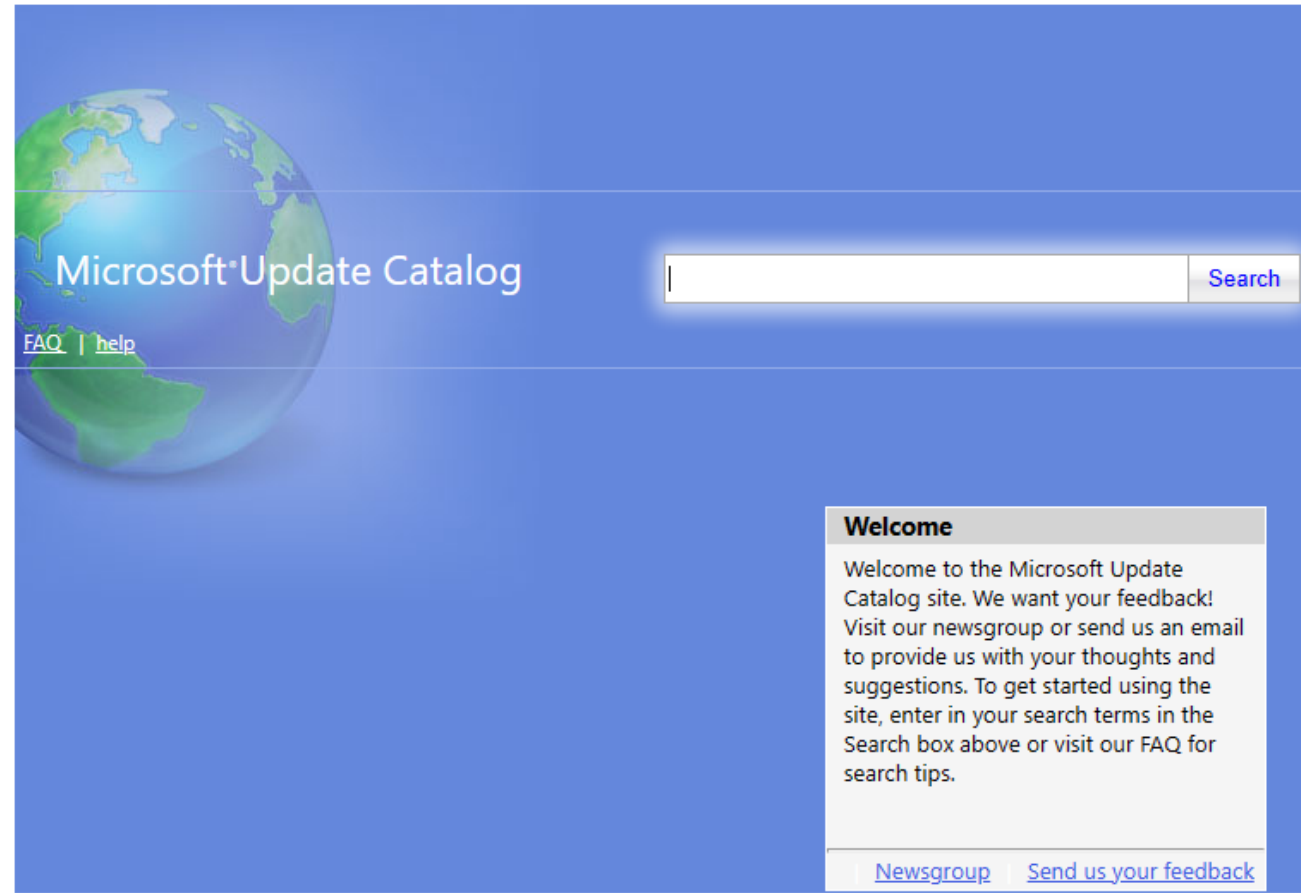 Microsoft® Update Catalog
Search
FAQ | help
Welcome
Welcome to the Microsoft Update
Catalog site. We want your feedback!
Visit our newsgroup or send us an email
to provide us with your thoughts and
suggestions. To get started using the
site, enter in your search terms in the
Search box above or visit our FAQ for
search tips.
Newsgroup | Send us your feedback